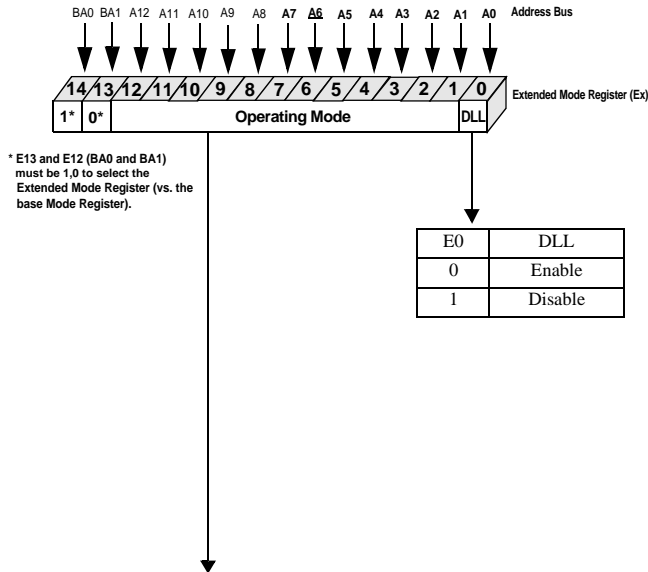 BA0 BA1 A12 A11 A10 A9 A8 A7 A6 A5 A4 A3 A2 A1 A0 Address Bus
14 13 12 11 10 9 8 7 6 5 4 3 2 1 0 Extended Mode Register (Ex)
1* 0* Operating Mode DLL
* E13 and E12 (BA0 and BA1)
must be 1,0 to select the
Extended Mode Register (vs. the
base Mode Register).
E0 DLL
0 Enable
1 Disable